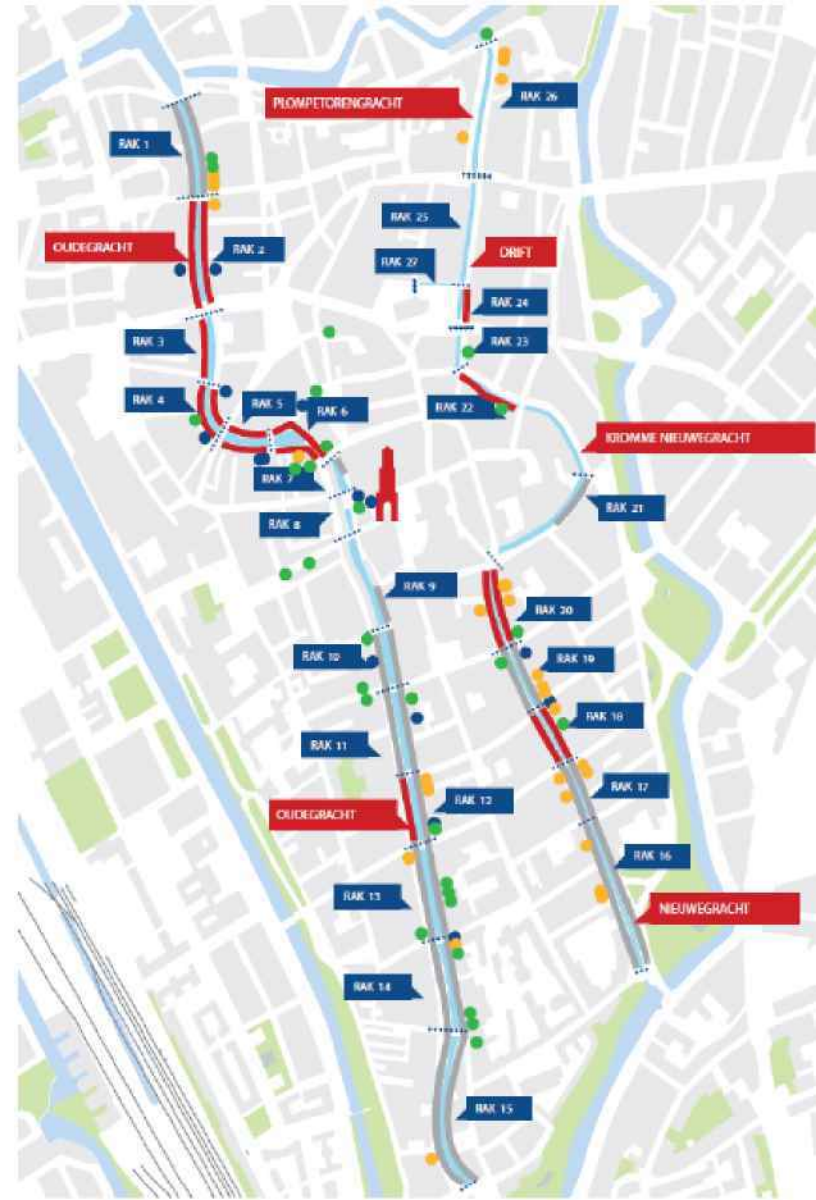 PLOMPETORENGRACHT
RAK 26
RAK 1
RAK 25
OUDEGRACHT
RAK 2
DRIFT
RAK 27
RAK 24
RAK 3
RAK 23
RAK 4
RAK 5
RAK 6
RAK 22
KROMME NIEUWEGRACHT
RAK 7
RAK 21
RAK 8
RAK 9
RAK 20
RAK 10
RAK 19
RAK 18
RAK 11
RAK 17
RAK 12
OUDEGRACHT
RAK 16
RAK 13
NIEUWEGRACHT
RAK 14
RAK 15